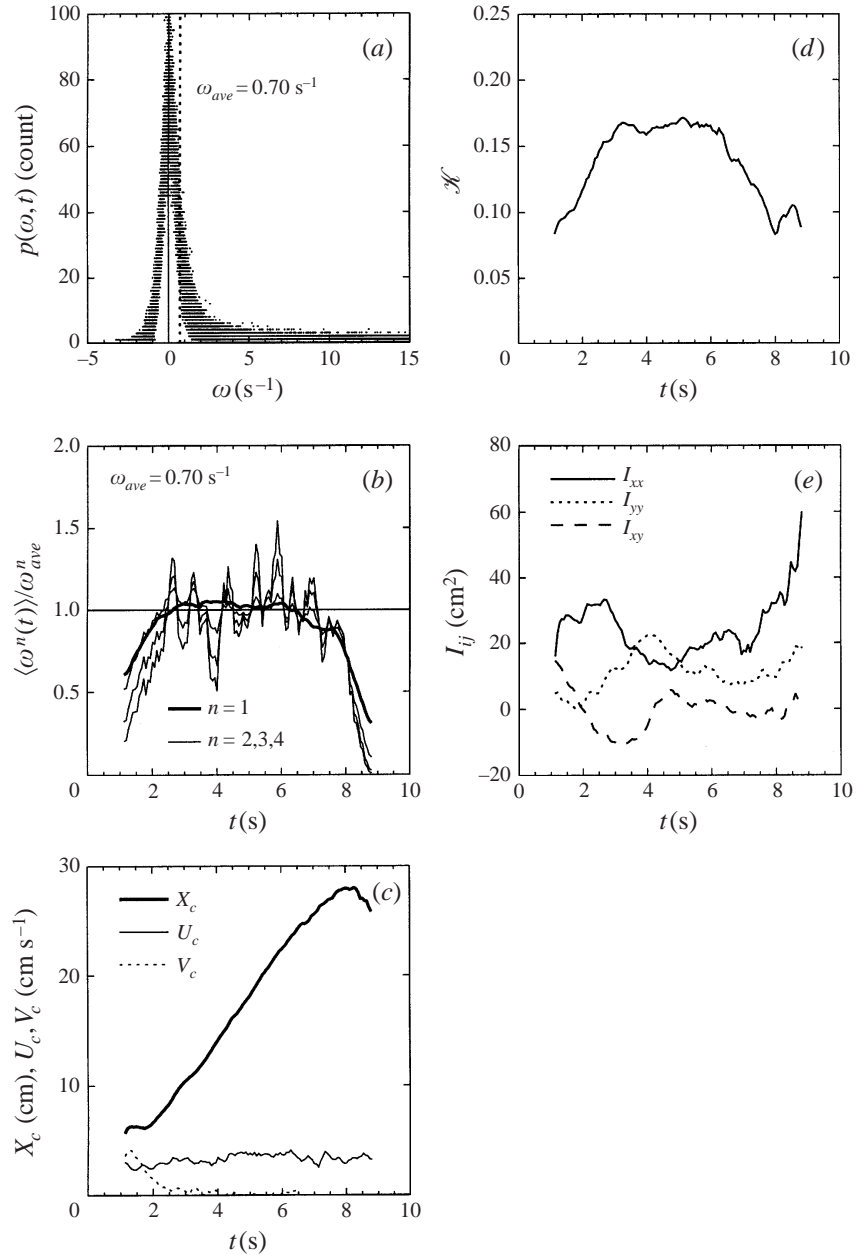 100
80
60
40
20
0
p(ω, t) (count)
(a)
ω_ave = 0.70 s⁻¹
−5
0
5
10
15
ω (s⁻¹)
2.0
1.5
1.0
0.5
0
⟨ωⁿ(t)⟩/ωⁿ_ave
ω_ave = 0.70 s⁻¹
(b)
n = 1
n = 2,3,4
2
4
6
8
10
t (s)
30
20
10
0
X_c (cm), U_c, V_c (cm s⁻¹)
X_c
U_c
V_c
(c)
2
4
6
8
10
t (s)
0.25
0.20
0.15
0.10
0.05
0
𝒦
(d)
2
4
6
8
10
t (s)
80
60
40
20
0
−20
I_ij (cm²)
I_xx
I_yy
I_xy
(e)
0
2
4
6
8
10
t (s)